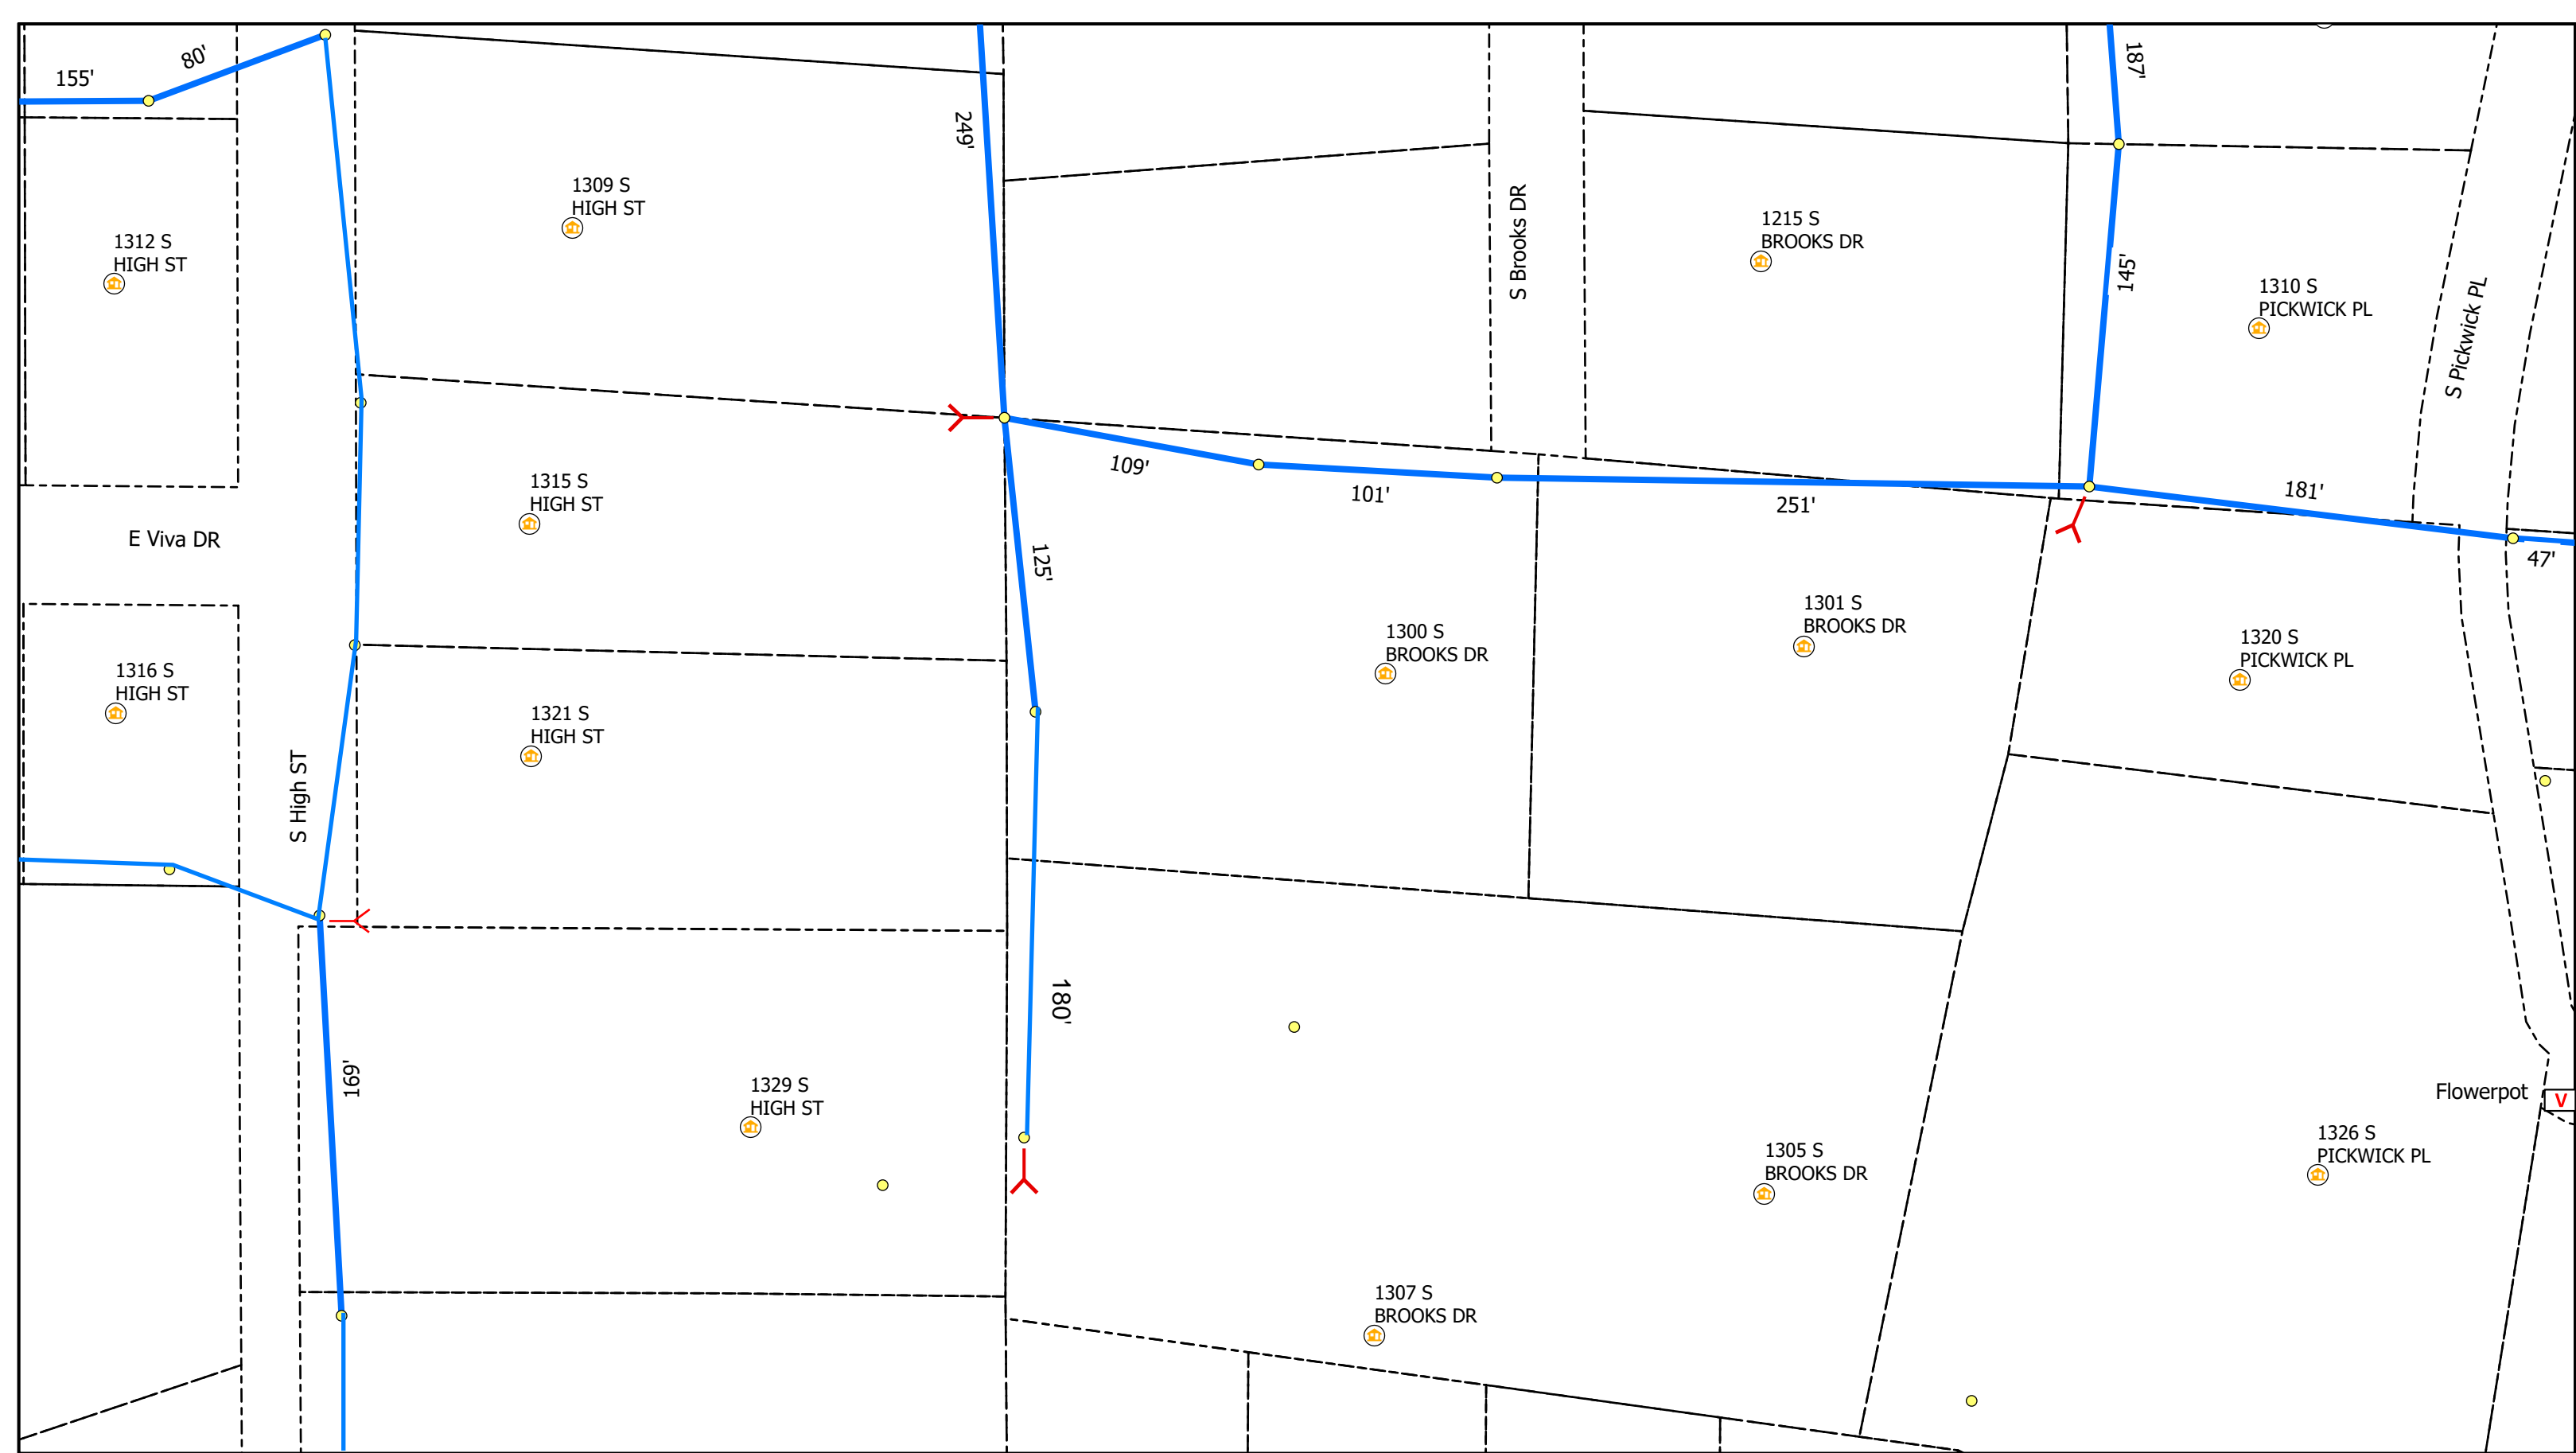 80'
155'
187'
249'
1309 S
HIGH ST
S Brooks DR
1215 S
BROOKS DR
1312 S
HIGH ST
145'
1310 S
PICKWICK PL
S Pickwick PL
109'
101'
251'
181'
1315 S
HIGH ST
E Viva DR
125'
47'
1300 S
BROOKS DR
1301 S
BROOKS DR
1320 S
PICKWICK PL
1316 S
HIGH ST
1321 S
HIGH ST
S High ST
180'
169'
1329 S
HIGH ST
Flowerpot
V
1326 S
PICKWICK PL
1305 S
BROOKS DR
1307 S
BROOKS DR